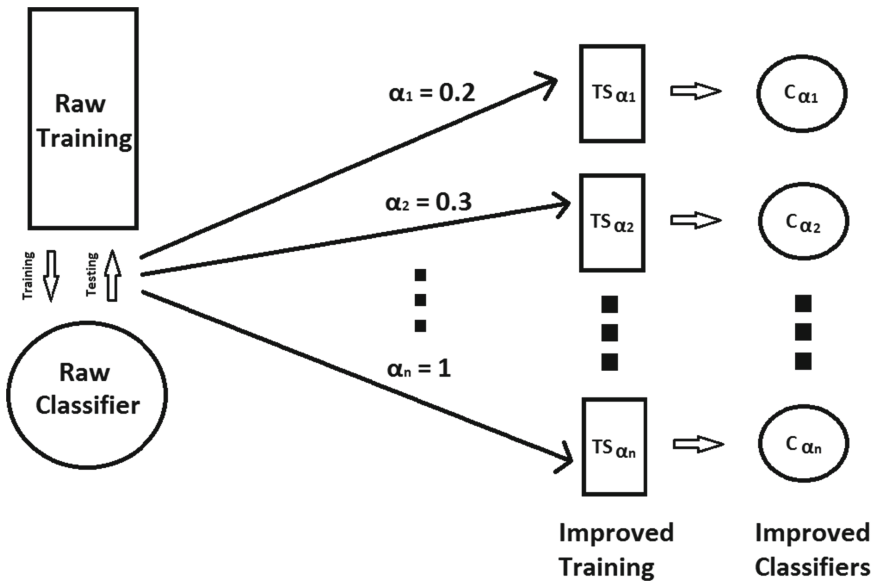 Raw
Training
Training
Testing
Raw
Classifier
α1 = 0.2
α2 = 0.3
αn = 1
TSα1
Cα1
TSα2
Cα2
TSαn
Cαn
Improved
Training
Improved
Classifiers